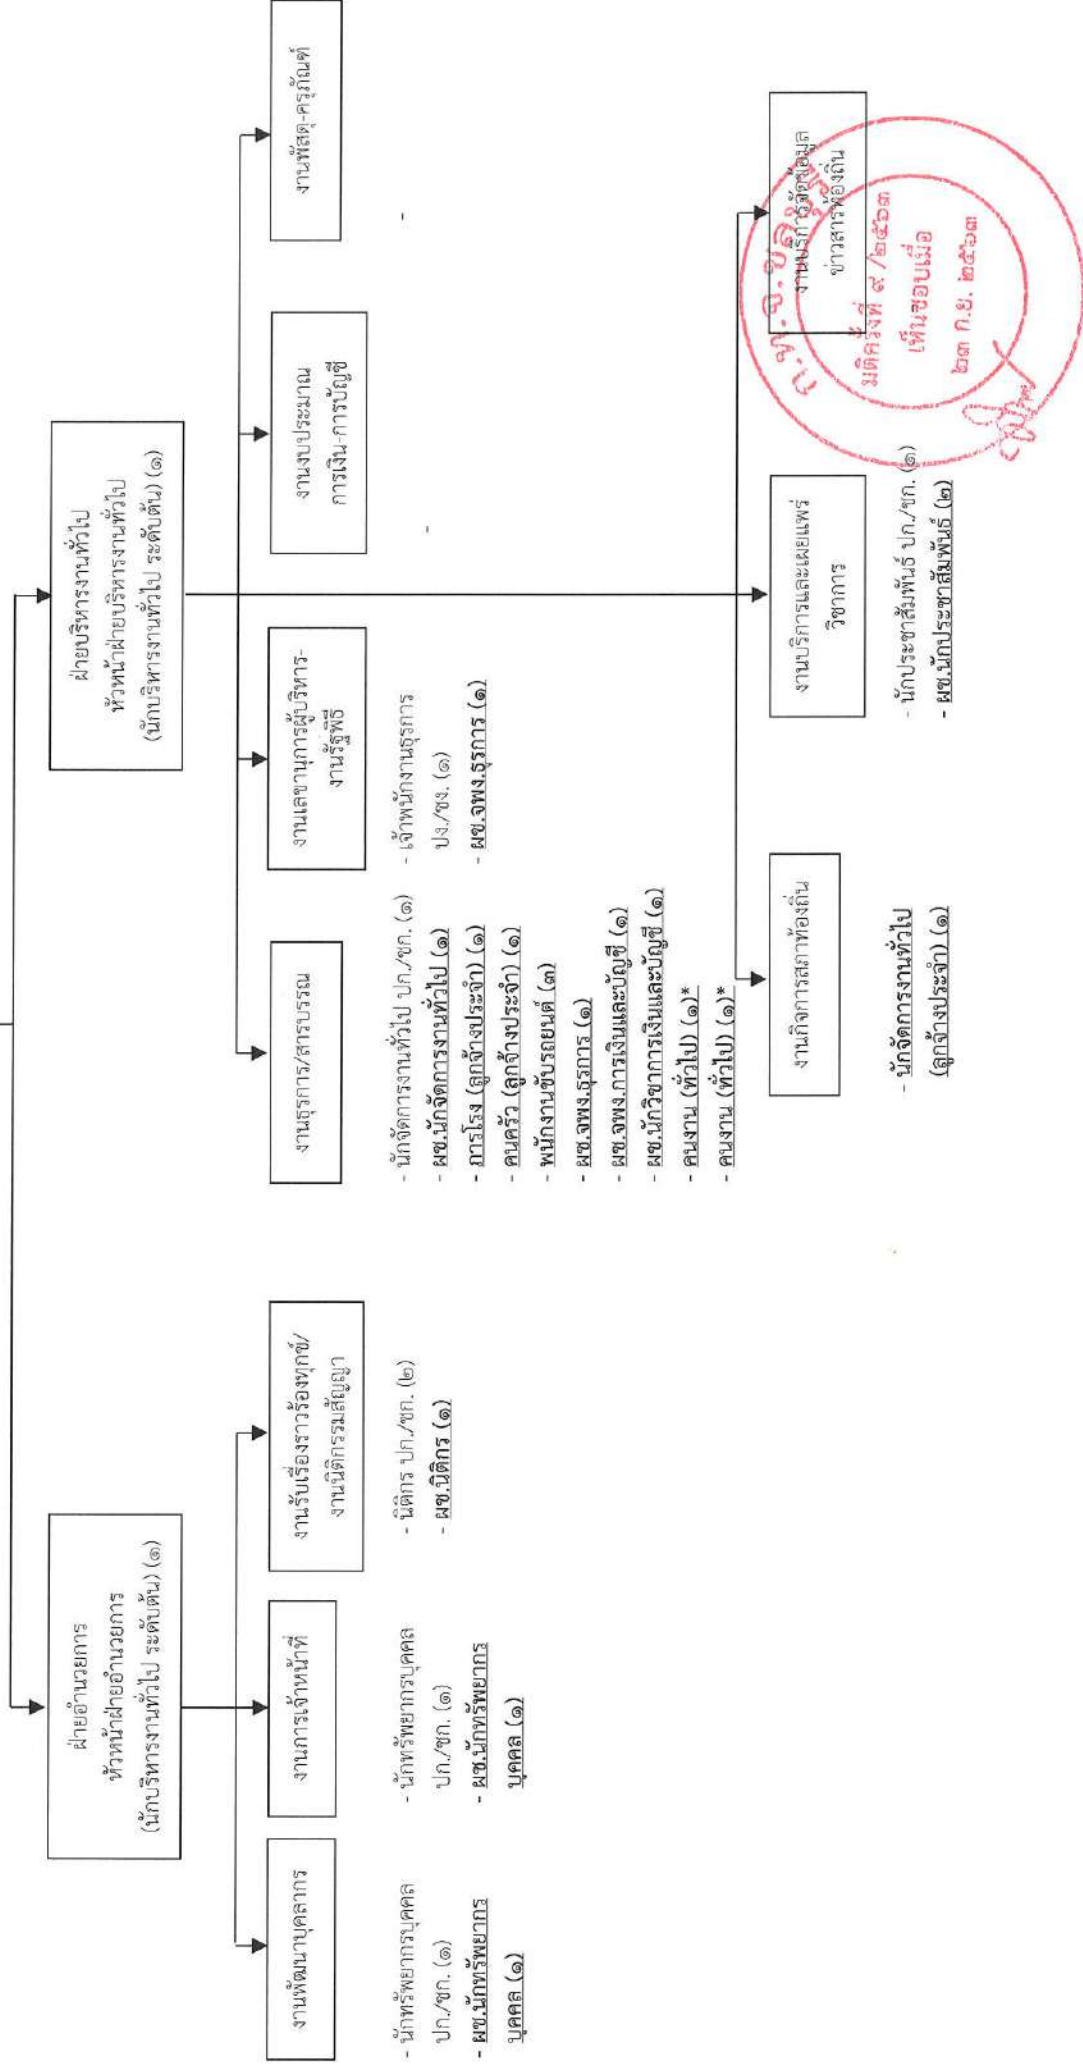 ฝ่ายอำนวยการ
หัวหน้าฝ่ายอำนวยการ
(นักบริหารงานทั่วไป ระดับต้น) (๑)
งานพัฒนาบุคลากร
- นักทรัพยากรบุคคล
ปก./ชก. (๑)
- ผช.นักทรัพยากร
บุคคล (๑)
งานการเจ้าหน้าที่
- นักทรัพยากรบุคคล
ปก./ชก. (๑)
- ผช.นักทรัพยากร
บุคคล (๑)
งานรับเรื่องราวร้องทุกข์/
งานนิติกรรมสัญญา
- นิติกร ปก./ชก. (๒)
- ผช.นิติกร (๑)
ฝ่ายบริหารงานทั่วไป
หัวหน้าฝ่ายบริหารงานทั่วไป
(นักบริหารงานทั่วไป ระดับต้น) (๑)
งานธุรการ/สารบรรณ
- นักจัดการงานทั่วไป ปก./ชก. (๑)
- ผช.นักจัดการงานทั่วไป (๑)
- ภารโรง (ลูกจ้างประจำ) (๑)
- คนครัว (ลูกจ้างประจำ) (๑)
- พนักงานขับรถยนต์ (๓)
- ผช.จพง.ธุรการ (๑)
- ผช.จพง.การเงินและบัญชี (๑)
- ผช.นักวิชาการเงินและบัญชี (๑)
- คนงาน (ทั่วไป) (๑)*
- คนงาน (ทั่วไป) (๑)*
งานเลขานุการผู้บริหาร-
งานรัฐพิธี
- เจ้าพนักงานธุรการ
ปง./ชง. (๑)
- ผช.จพง.ธุรการ (๑)
งานงบประมาณ
การเงิน-การบัญชี
-
งานพัสดุ-ครุภัณฑ์
-
งานกิจการสภาท้องถิ่น
- นักจัดการงานทั่วไป
(ลูกจ้างประจำ) (๑)
งานบริการและเผยแพร่
วิชาการ
- นักประชาสัมพันธ์ ปก./ชก. (๑)
- ผช.นักประชาสัมพันธ์ (๒)
งานบริการจัดข้อมูล
ข่าวสารท้องถิ่น
ก.ท.จ.ชลบุรี
มติครั้งที่ ๙ /๒๕๖๓
เห็นชอบเมื่อ
๒๓ ก.ย. ๒๕๖๓